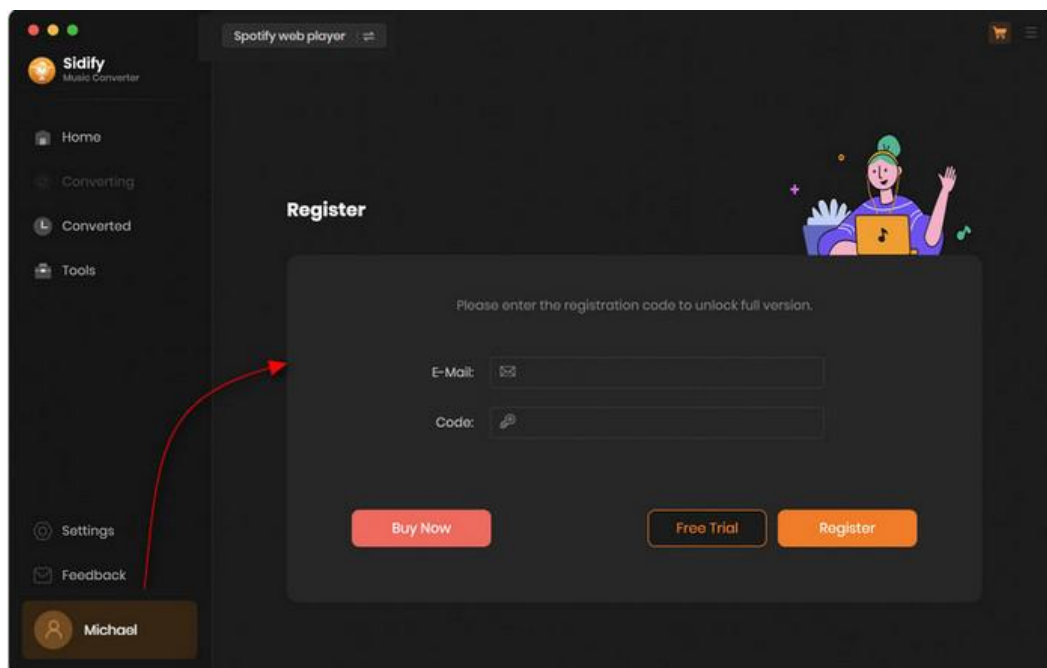 Spotify web player
Sidify
Music Converter
Home
Converting
Converted
Tools
Register
Please enter the registration code to unlock full version.
E-Mail:
Code:
Buy Now
Free Trial
Register
Settings
Feedback
Michael